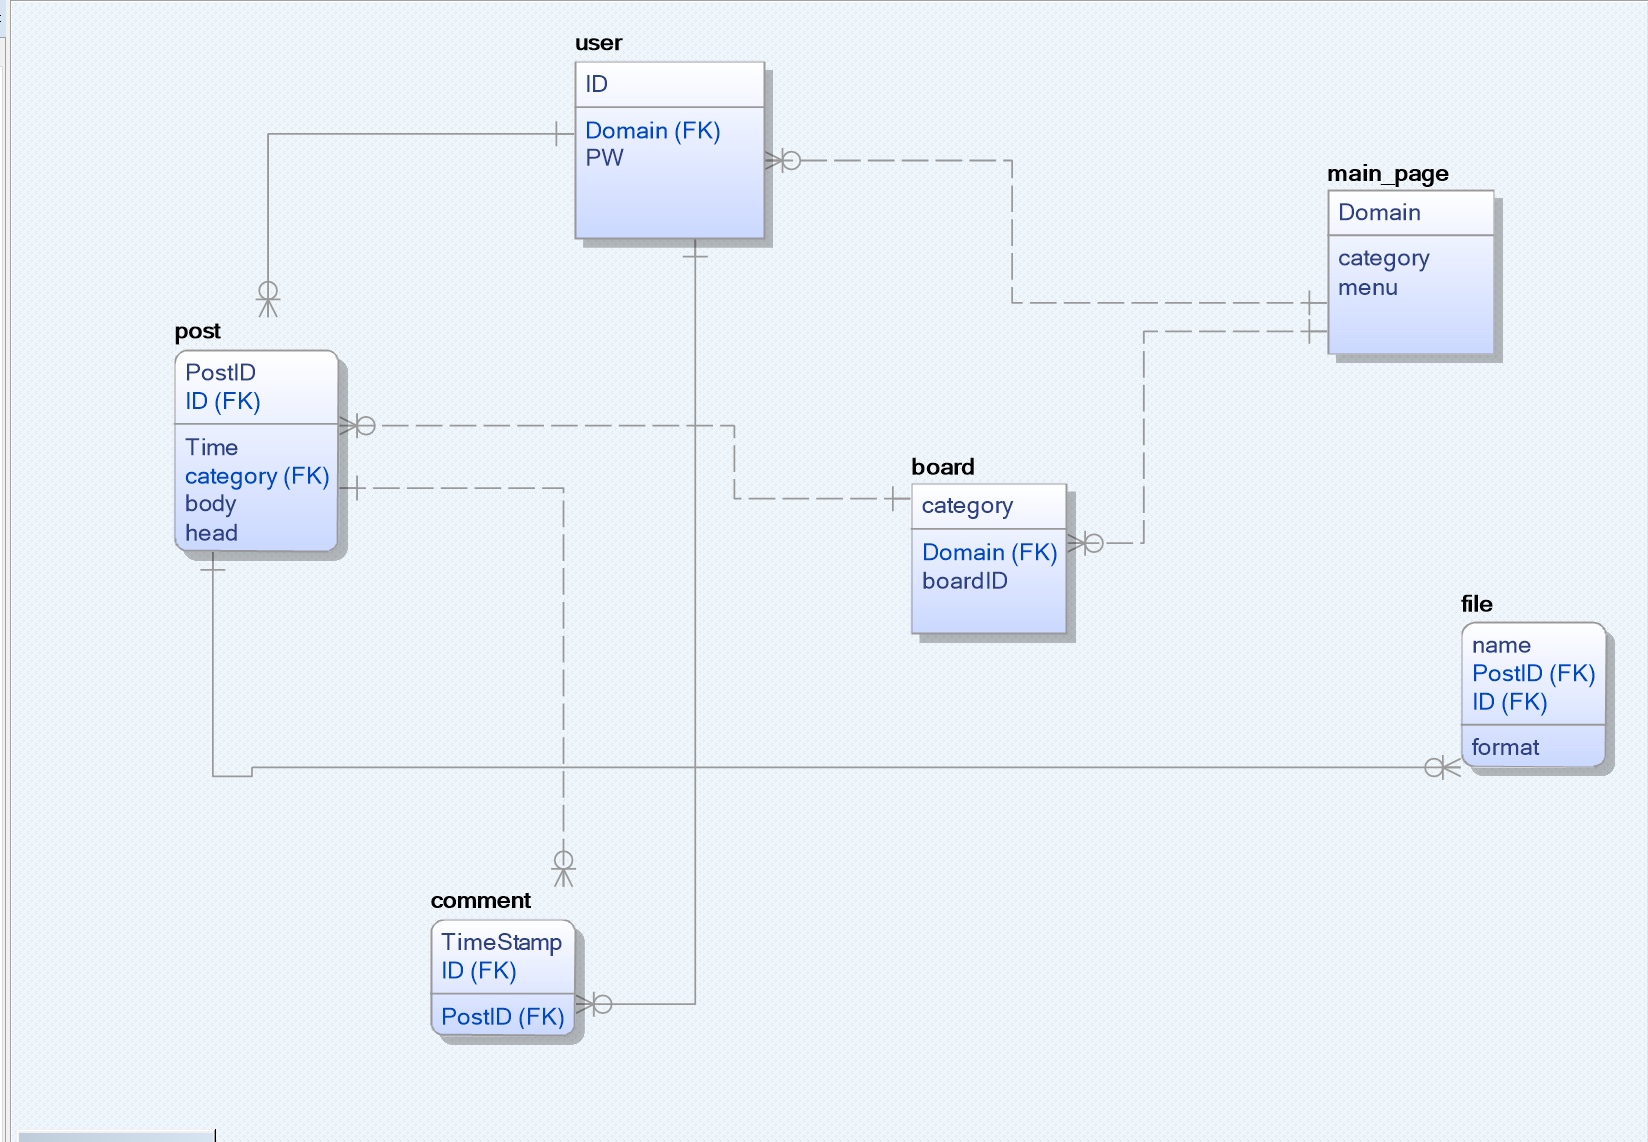 user
ID
Domain (FK)
PW
main_page
Domain
category
menu
post
PostID
ID (FK)
Time
category (FK)
body
head
board
category
Domain (FK)
boardID
file
name
PostID (FK)
ID (FK)
format
comment
TimeStamp
ID (FK)
PostID (FK)